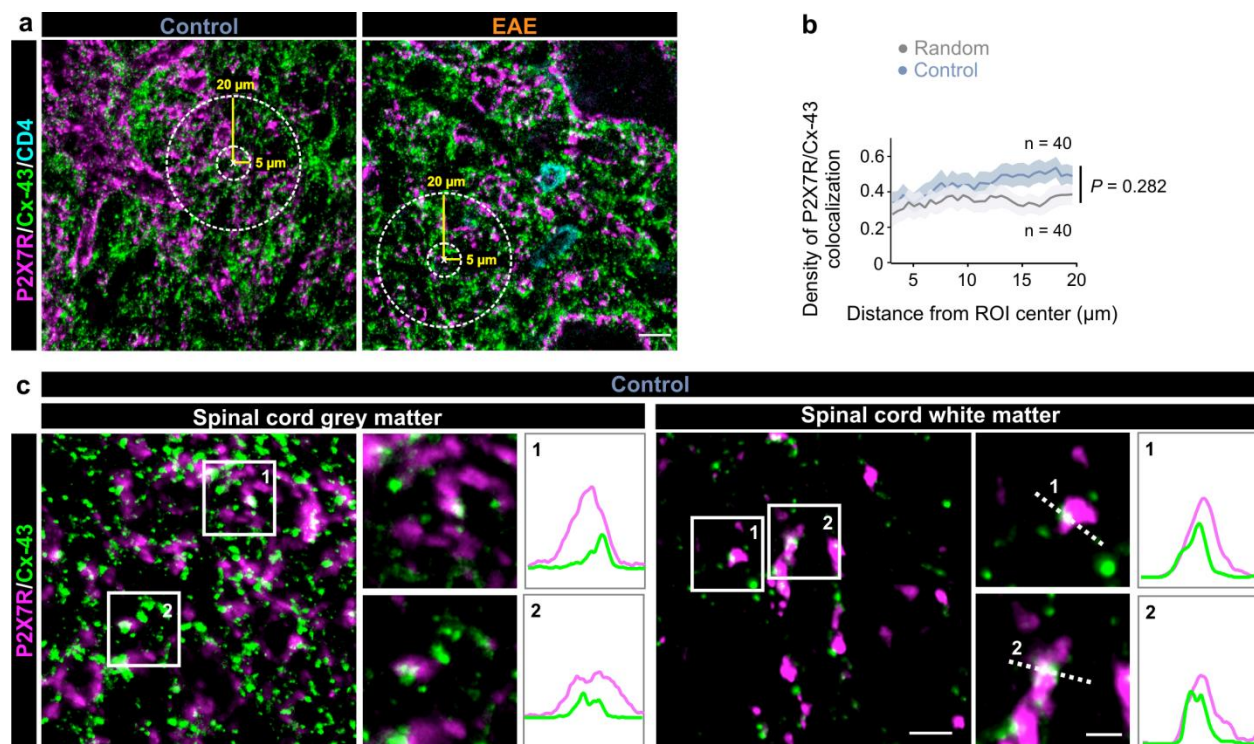 a
Control
EAE
P2X7R/Cx-43/CD4
20 µm
5 µm
20 µm
5 µm
b
Random
Control
Density of P2X7R/Cx-43
colocalization
0.6
0.4
0.2
0
n = 40
n = 40
P = 0.282
5
10
15
20
Distance from ROI center (µm)
c
Control
Spinal cord grey matter
Spinal cord white matter
P2X7R/Cx-43
1
2
1
2
1
2
1
2
1
2